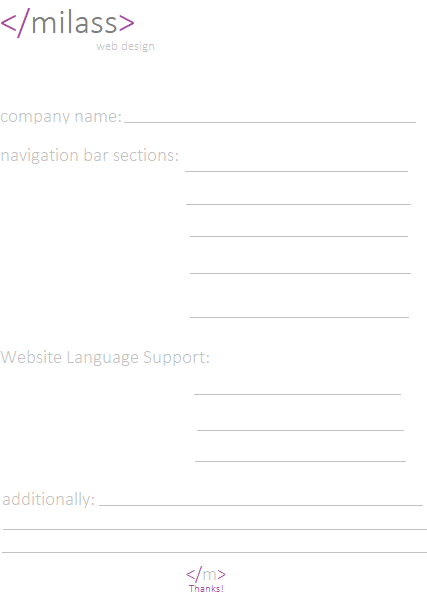 </milass>
web design
company name:
navigation bar sections:
Website Language Support:
additionally:
</m>
Thanks!